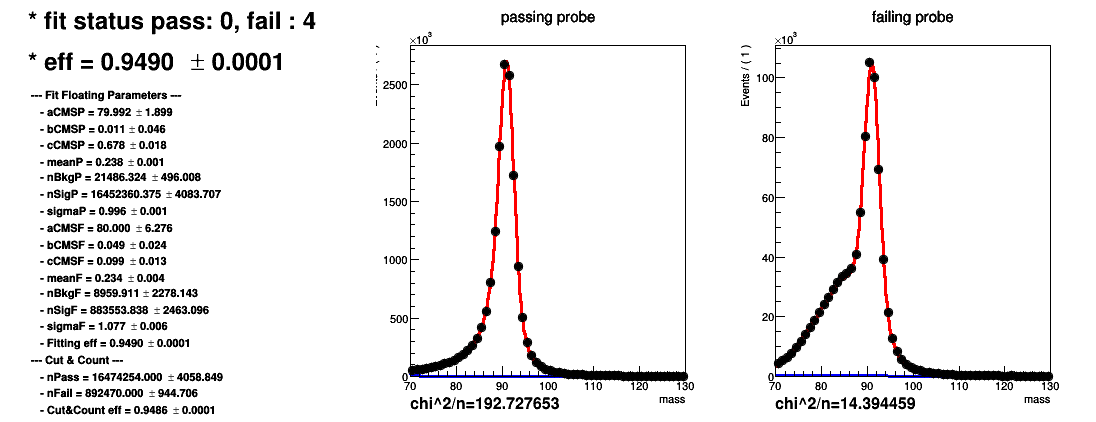 * fit status pass: 0, fail : 4
* eff = 0.9490 ± 0.0001
--- Fit Floating Parameters ---
- aCMSP = 79.992 ± 1.899
- bCMSP = 0.011 ± 0.046
- cCMSP = 0.678 ± 0.018
- meanP = 0.238 ± 0.001
- nBkgP = 21486.324 ± 496.008
- nSigP = 16452360.375 ± 4083.707
- sigmaP = 0.996 ± 0.001
- aCMSF = 80.000 ± 6.276
- bCMSF = 0.049 ± 0.024
- cCMSF = 0.099 ± 0.013
- meanF = 0.234 ± 0.004
- nBkgF = 8959.911 ± 2278.143
- nSigF = 883553.838 ± 2463.096
- sigmaF = 1.077 ± 0.006
- Fitting eff = 0.9490 ± 0.0001
--- Cut & Count ---
- nPass = 16474254.000 ± 4058.849
- nFail = 892470.000 ± 944.706
- Cut&Count eff = 0.9486 ± 0.0001
passing probe
×10³
2500
2000
1500
1000
500
0
70 80 90 100 110 120 130
mass
chi^2/n=192.727653
failing probe
×10³
Events / ( 1 )
100
80
60
40
20
0
70 80 90 100 110 120 130
mass
chi^2/n=14.394459